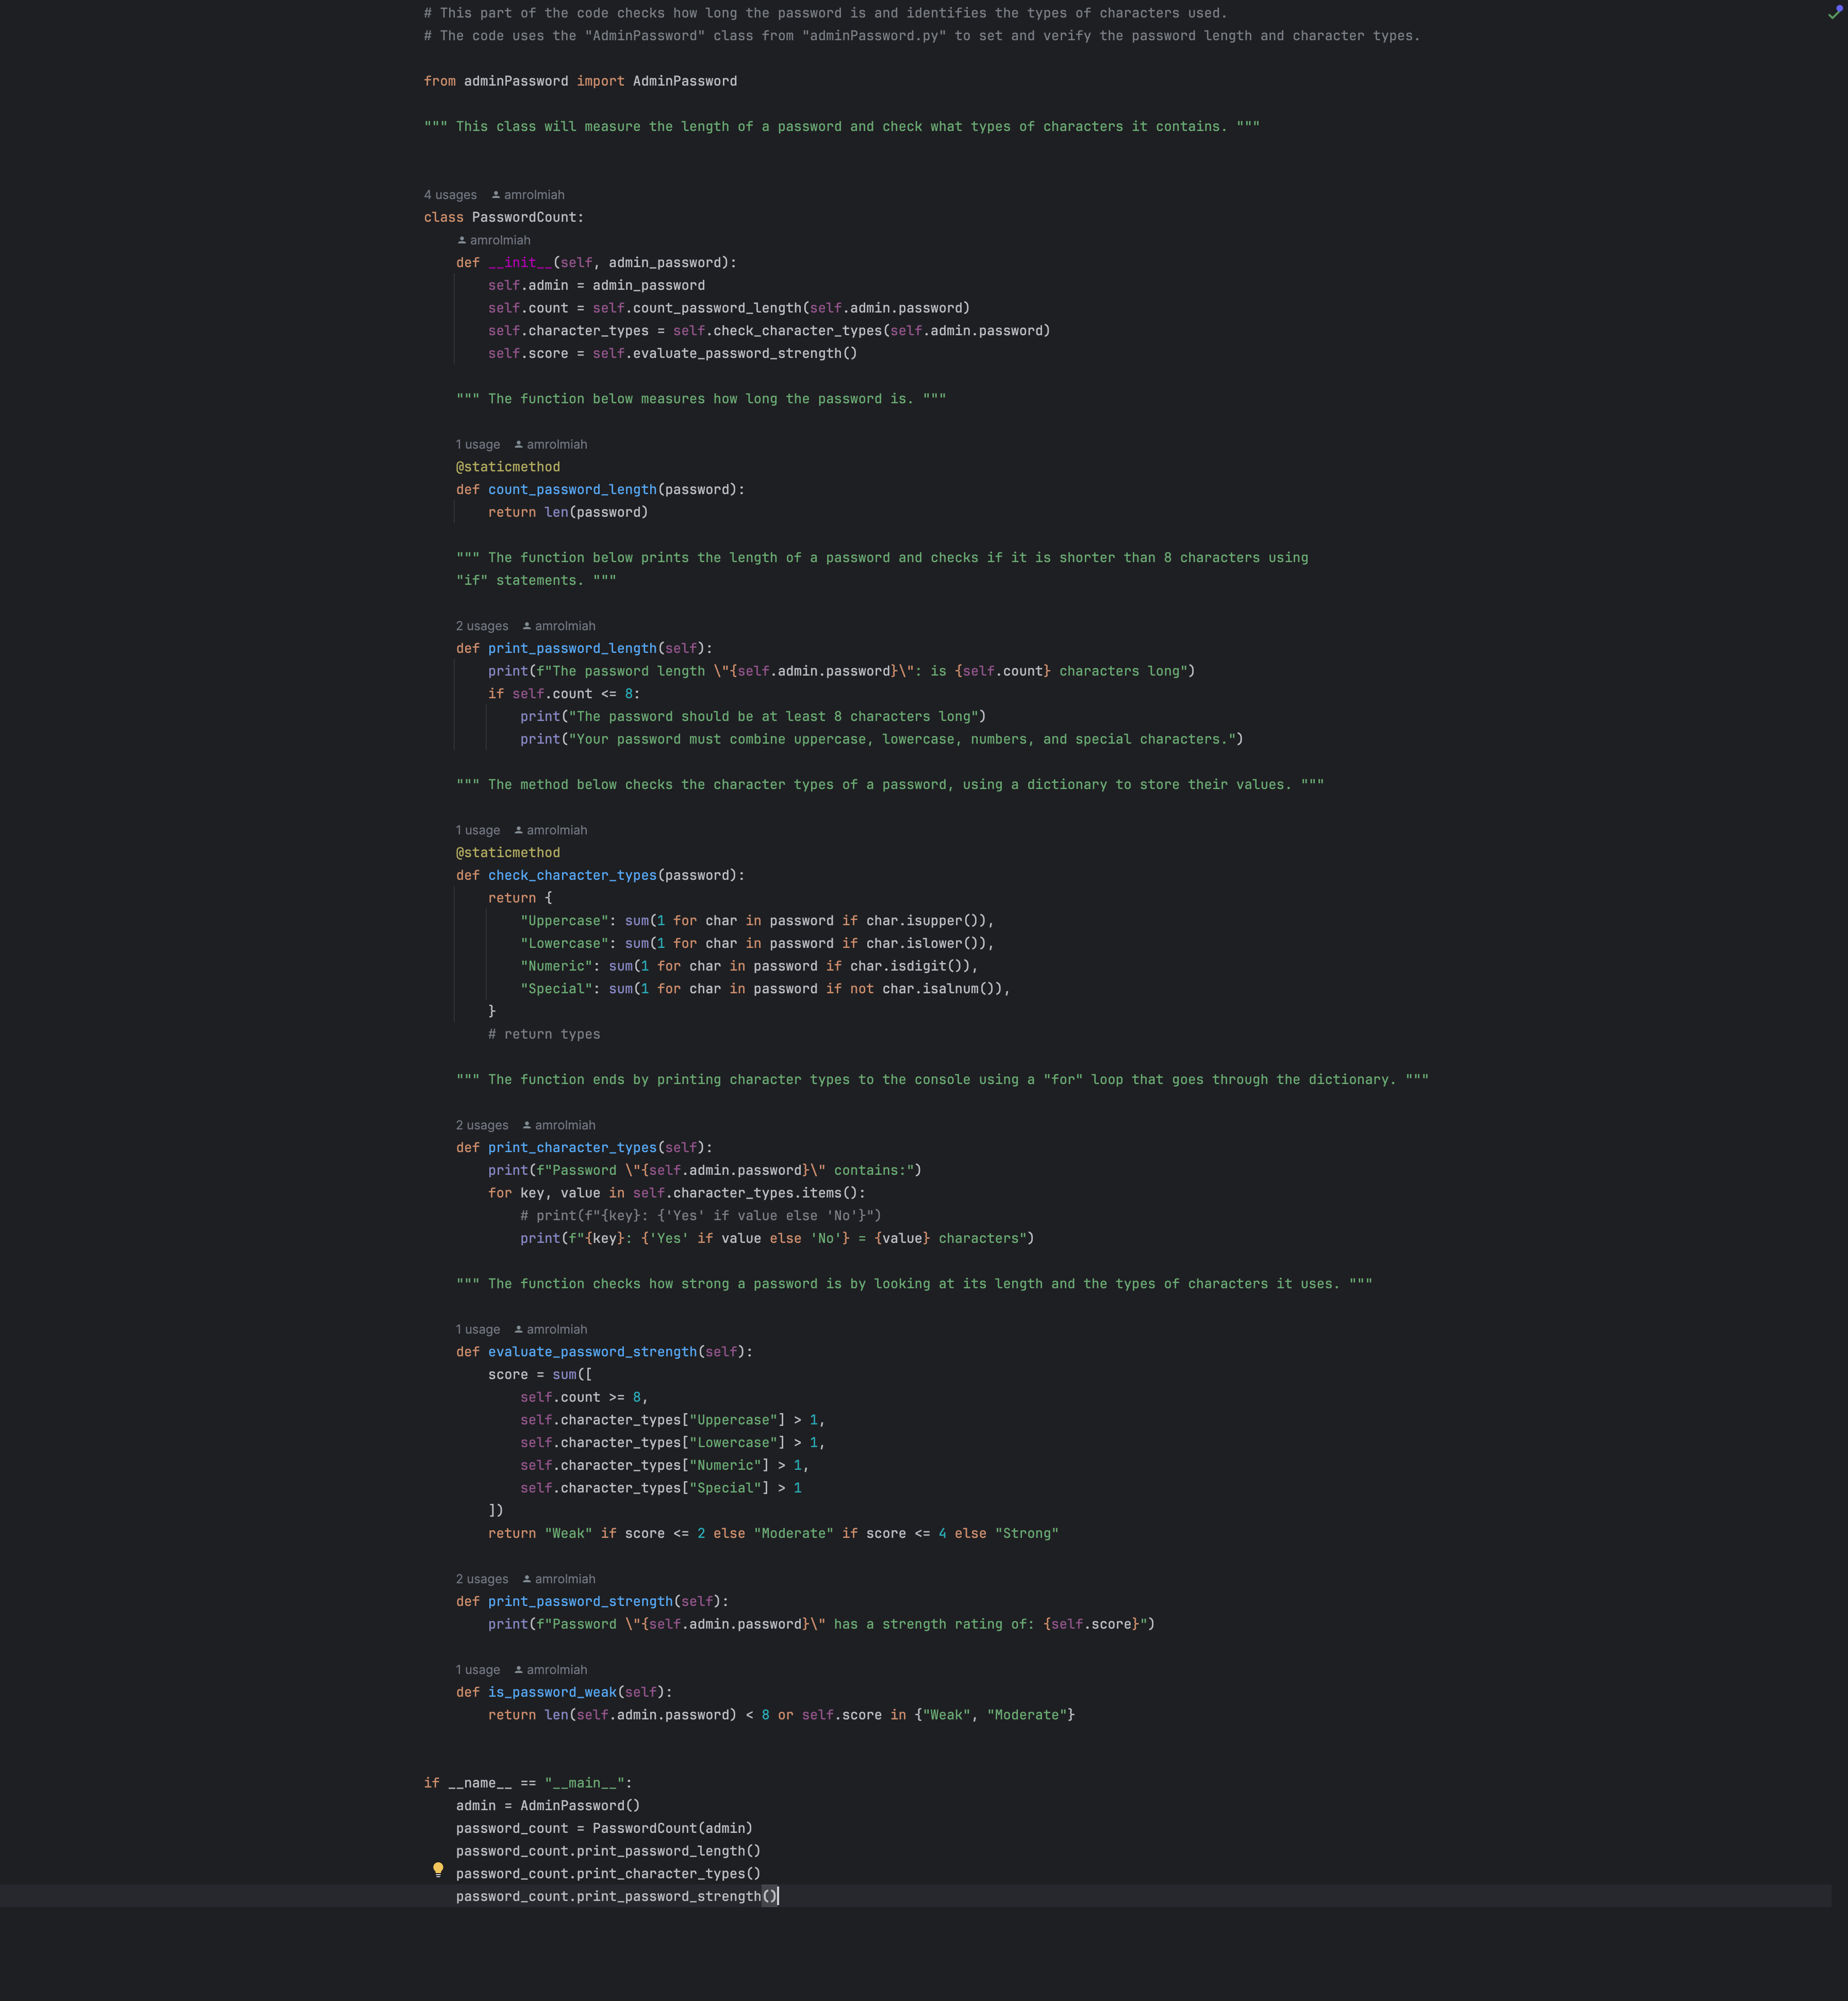 # This part of the code checks how long the password is and identifies the types of characters used.
# The code uses the "AdminPassword" class from "adminPassword.py" to set and verify the password length and character types.
from adminPassword import AdminPassword
""" This class will measure the length of a password and check what types of characters it contains. """
4 usages amrolmiah
class PasswordCount:
amrolmiah
def __init__(self, admin_password):
self.admin = admin_password
self.count = self.count_password_length(self.admin.password)
self.character_types = self.check_character_types(self.admin.password)
self.score = self.evaluate_password_strength()
""" The function below measures how long the password is. """
1 usage amrolmiah
@staticmethod
def count_password_length(password):
return len(password)
""" The function below prints the length of a password and checks if it is shorter than 8 characters using
"if" statements. """
2 usages amrolmiah
def print_password_length(self):
print(f"The password length \"{self.admin.password}\": is {self.count} characters long")
if self.count <= 8:
print("The password should be at least 8 characters long")
print("Your password must combine uppercase, lowercase, numbers, and special characters.")
""" The method below checks the character types of a password, using a dictionary to store their values. """
1 usage amrolmiah
@staticmethod
def check_character_types(password):
return {
"Uppercase": sum(1 for char in password if char.isupper()),
"Lowercase": sum(1 for char in password if char.islower()),
"Numeric": sum(1 for char in password if char.isdigit()),
"Special": sum(1 for char in password if not char.isalnum()),
}
# return types
""" The function ends by printing character types to the console using a "for" loop that goes through the dictionary. """
2 usages amrolmiah
def print_character_types(self):
print(f"Password \"{self.admin.password}\" contains:")
for key, value in self.character_types.items():
# print(f"{key}: {'Yes' if value else 'No'}")
print(f"{key}: {'Yes' if value else 'No'} = {value} characters")
""" The function checks how strong a password is by looking at its length and the types of characters it uses. """
1 usage amrolmiah
def evaluate_password_strength(self):
score = sum([
self.count >= 8,
self.character_types["Uppercase"] > 1,
self.character_types["Lowercase"] > 1,
self.character_types["Numeric"] > 1,
self.character_types["Special"] > 1
])
return "Weak" if score <= 2 else "Moderate" if score <= 4 else "Strong"
2 usages amrolmiah
def print_password_strength(self):
print(f"Password \"{self.admin.password}\" has a strength rating of: {self.score}")
1 usage amrolmiah
def is_password_weak(self):
return len(self.admin.password) < 8 or self.score in {"Weak", "Moderate"}
if __name__ == "__main__":
admin = AdminPassword()
password_count = PasswordCount(admin)
password_count.print_password_length()
password_count.print_character_types()
password_count.print_password_strength()